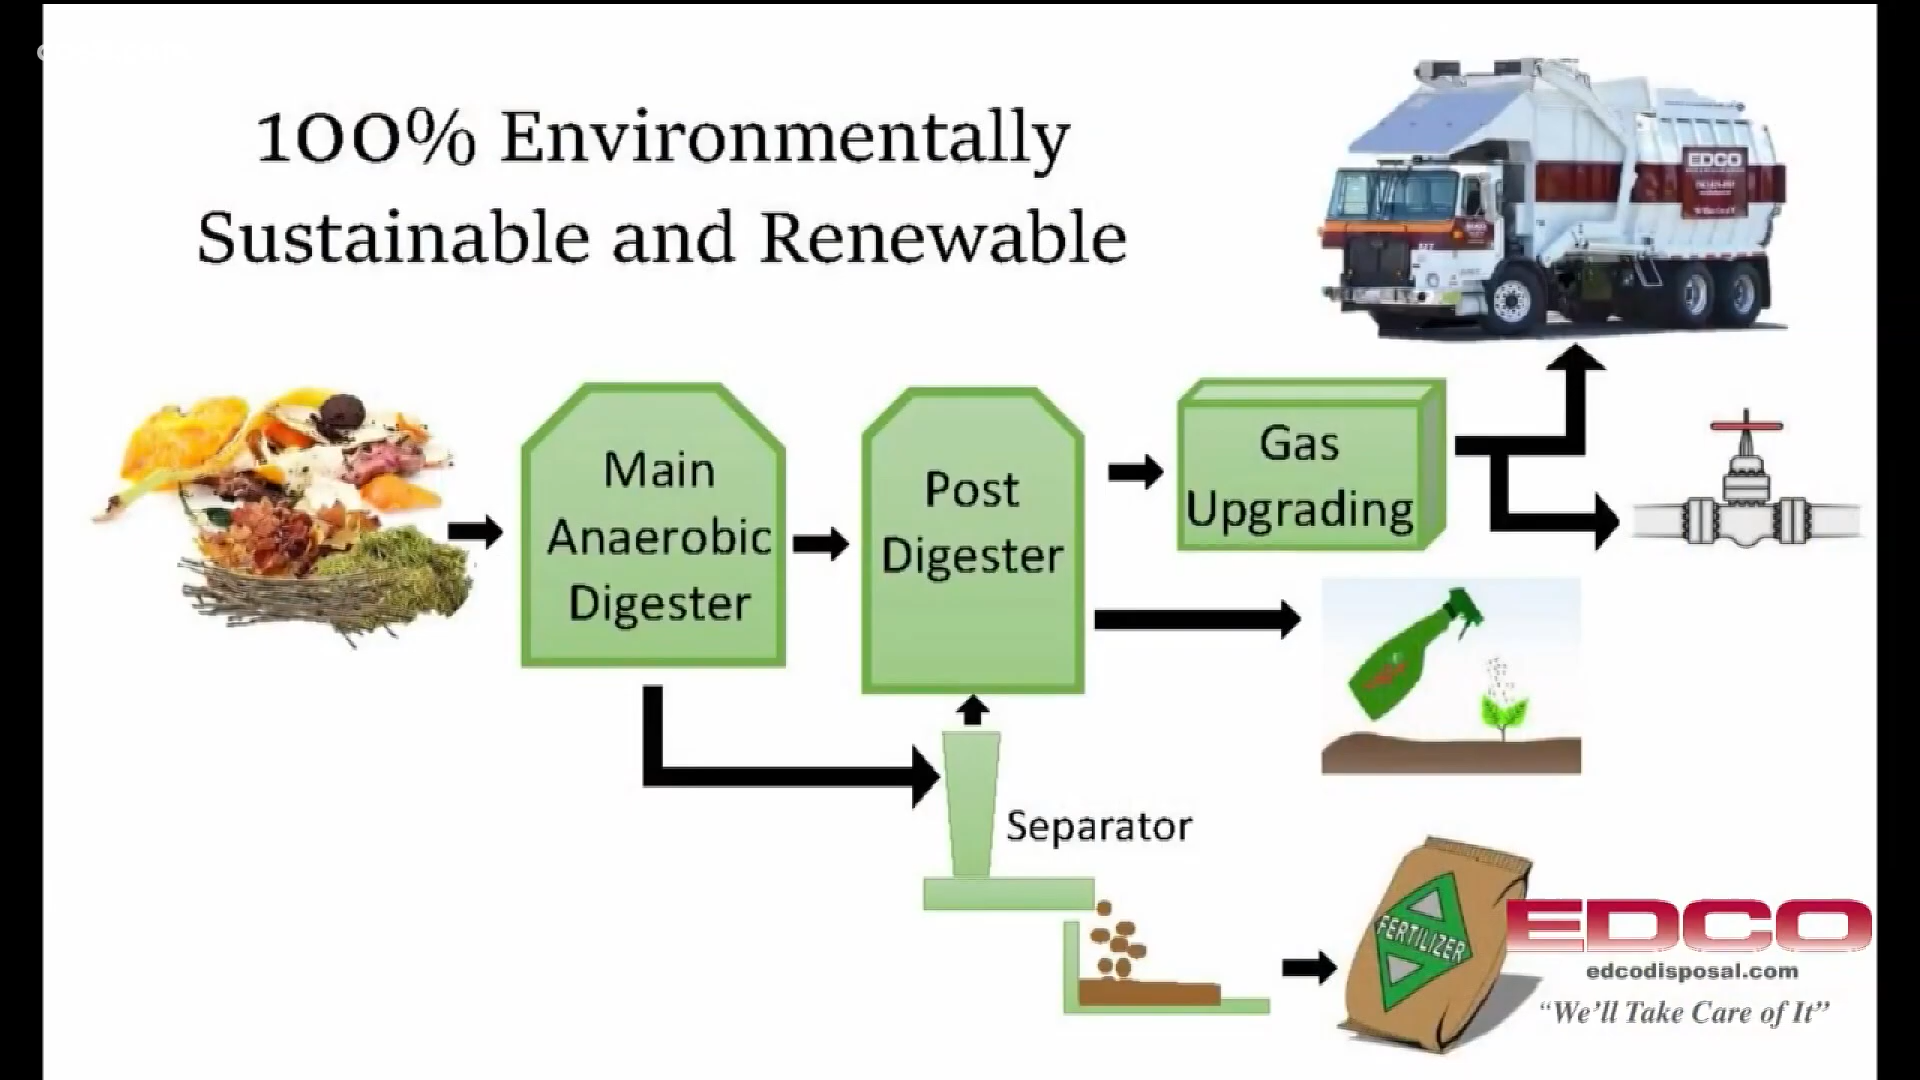 100% Environmentally
Sustainable and Renewable
EDCO
Main
Anaerobic
Digester
Post
Digester
Gas
Upgrading
Separator
FERTILIZER
EDCO
edcodisposal.com
“We’ll Take Care of It”